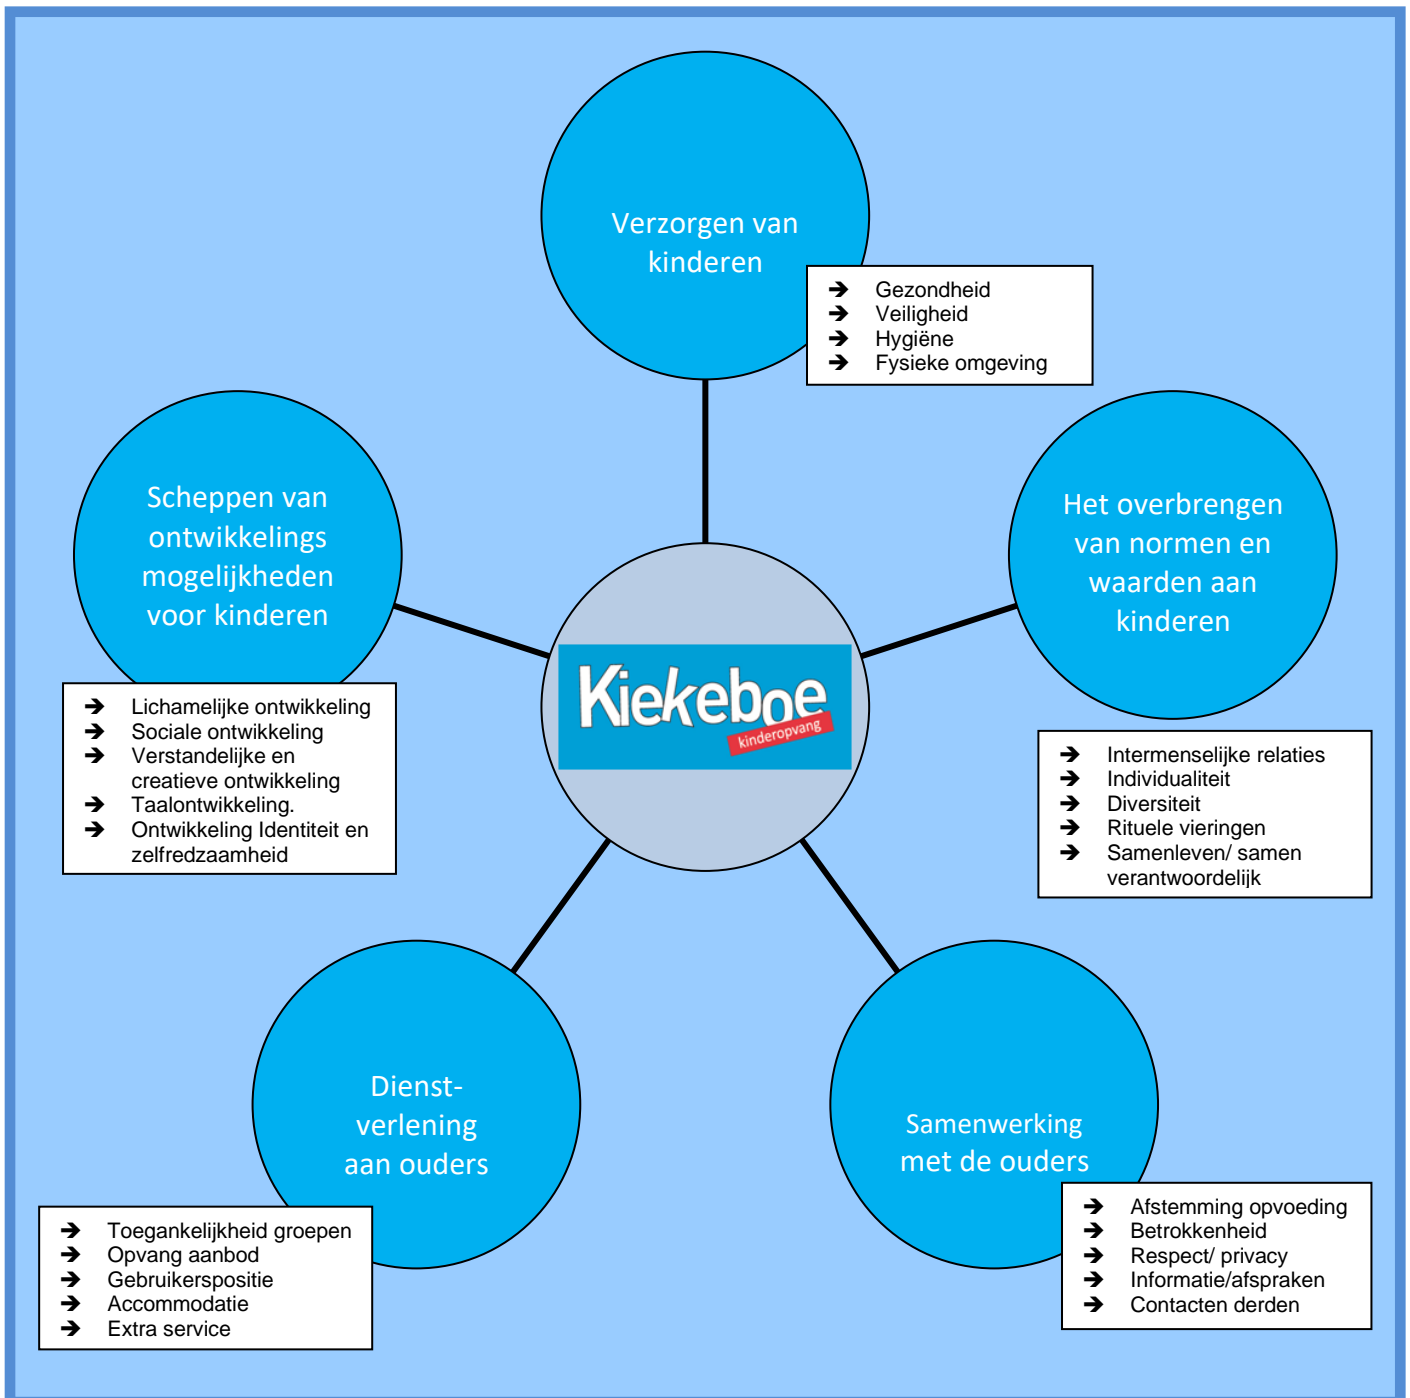 Verzorgen van
kinderen
➔ Gezondheid
➔ Veiligheid
➔ Hygiëne
➔ Fysieke omgeving
Scheppen van
ontwikkelings
mogelijkheden
voor kinderen
➔ Lichamelijke ontwikkeling
➔ Sociale ontwikkeling
➔ Verstandelijke en
creatieve ontwikkeling
➔ Taalontwikkeling.
➔ Ontwikkeling Identiteit en
zelfredzaamheid
Het overbrengen
van normen en
waarden aan
kinderen
➔ Intermenselijke relaties
➔ Individualiteit
➔ Diversiteit
➔ Rituele vieringen
➔ Samenleven/ samen
verantwoordelijk
Kiekeboe
kinderopvang
Dienst-
verlening
aan ouders
➔ Toegankelijkheid groepen
➔ Opvang aanbod
➔ Gebruikerspositie
➔ Accommodatie
➔ Extra service
Samenwerking
met de ouders
➔ Afstemming opvoeding
➔ Betrokkenheid
➔ Respect/ privacy
➔ Informatie/afspraken
➔ Contacten derden